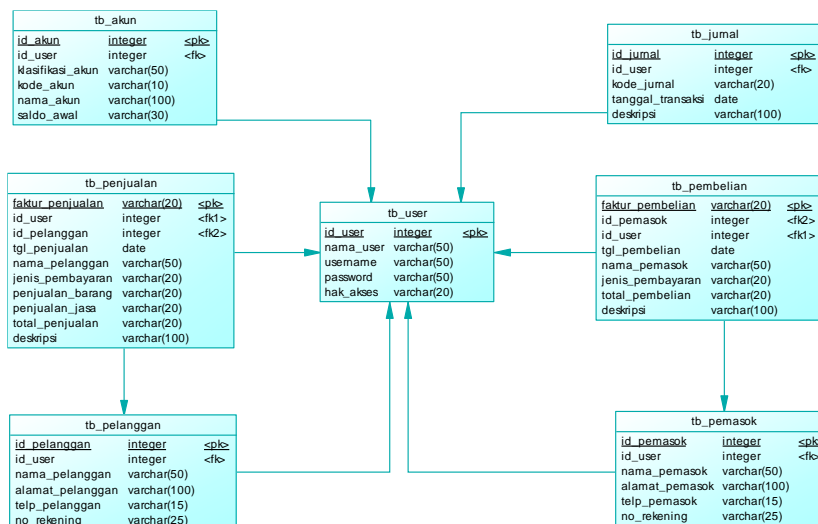 tb_akun
id_akun integer <pk>
id_user integer <fk>
klasifikasi_akun varchar(50)
kode_akun varchar(10)
nama_akun varchar(100)
saldo_awal varchar(30)
tb_jurnal
id_jurnal integer <pk>
id_user integer <fk>
kode_jurnal varchar(20)
tanggal_transaksi date
deskripsi varchar(100)
tb_penjualan
faktur_penjualan varchar(20) <pk>
id_user integer <fk1>
id_pelanggan integer <fk2>
tgl_penjualan date
nama_pelanggan varchar(50)
jenis_pembayaran varchar(20)
penjualan_barang varchar(20)
penjualan_jasa varchar(20)
total_penjualan varchar(20)
deskripsi varchar(100)
tb_user
id_user integer <pk>
nama_user varchar(50)
username varchar(50)
password varchar(50)
hak_akses varchar(20)
tb_pembelian
faktur_pembelian varchar(20) <pk>
id_pemasok integer <fk2>
id_user integer <fk1>
tgl_pembelian date
nama_pemasok varchar(50)
jenis_pembayaran varchar(20)
total_pembelian varchar(20)
deskripsi varchar(100)
tb_pelanggan
id_pelanggan integer <pk>
id_user integer <fk>
nama_pelanggan varchar(50)
alamat_pelanggan varchar(100)
telp_pelanggan varchar(15)
no_rekening varchar(25)
tb_pemasok
id_pemasok integer <pk
id_user integer <fk>
nama_pemasok varchar(50)
alamat_pemasok varchar(100)
telp_pemasok varchar(15)
no_rekening varchar(25)